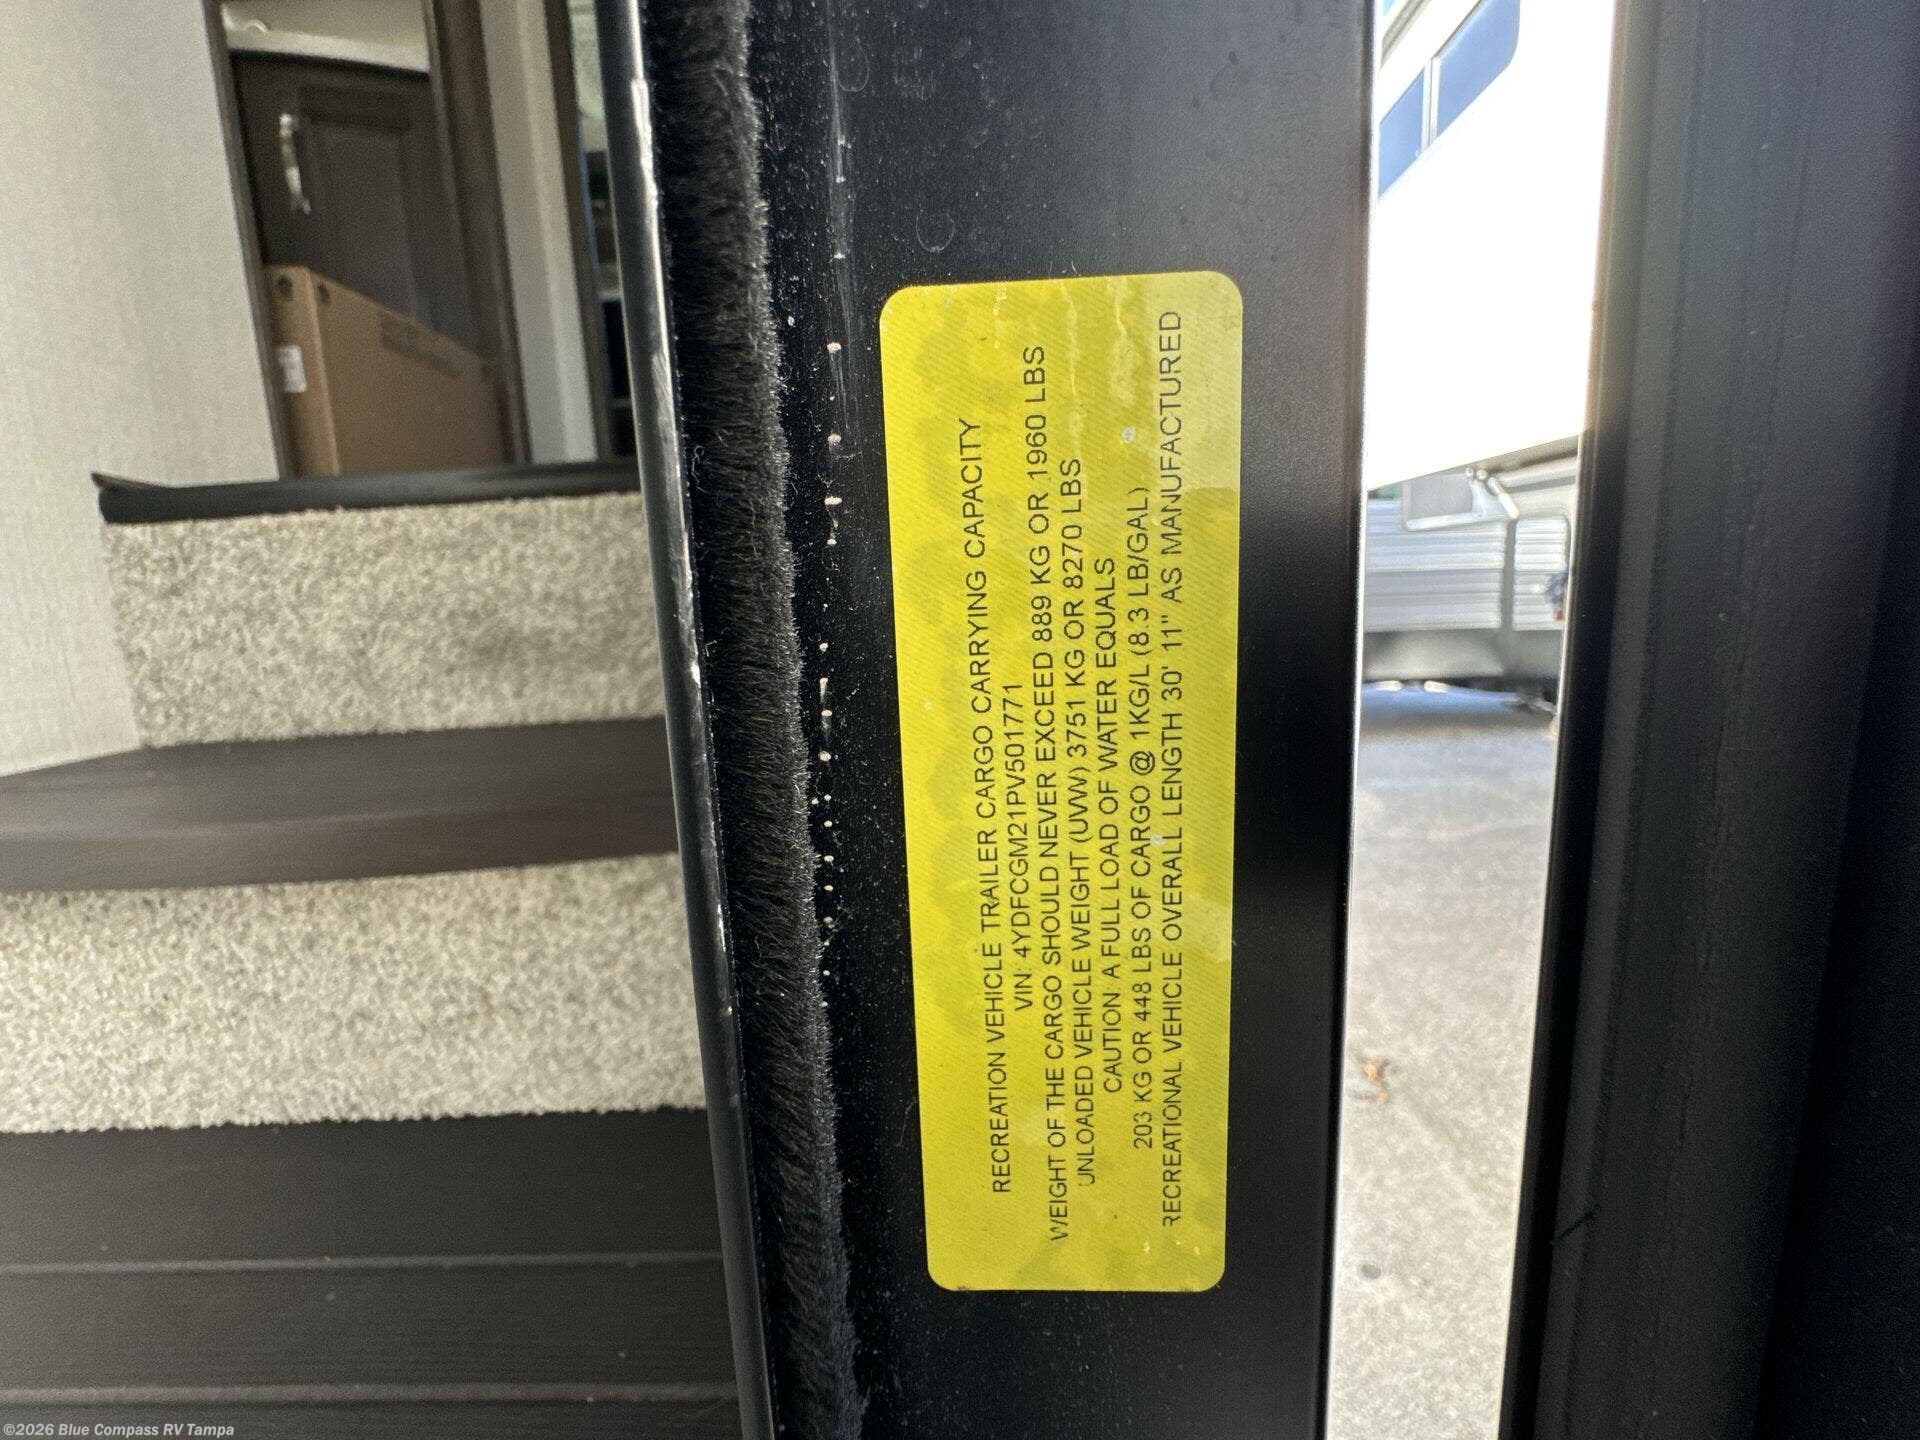 RECREATION VEHICLE TRAILER CARGO CARRYING CAPACITY
VIN: 4YDFCGM21PV501771
WEIGHT OF THE CARGO SHOULD NEVER EXCEED 889 KG OR 1960 LBS
UNLOADED VEHICLE WEIGHT (UVW) 3751 KG OR 8270 LBS
CAUTION: A FULL LOAD OF WATER EQUALS
203 KG OR 448 LBS OF CARGO @ 1KG/L (8.3 LB/GAL)
RECREATIONAL VEHICLE OVERALL LENGTH 30' 11" AS MANUFACTURED
©2026 Blue Compass RV Tampa